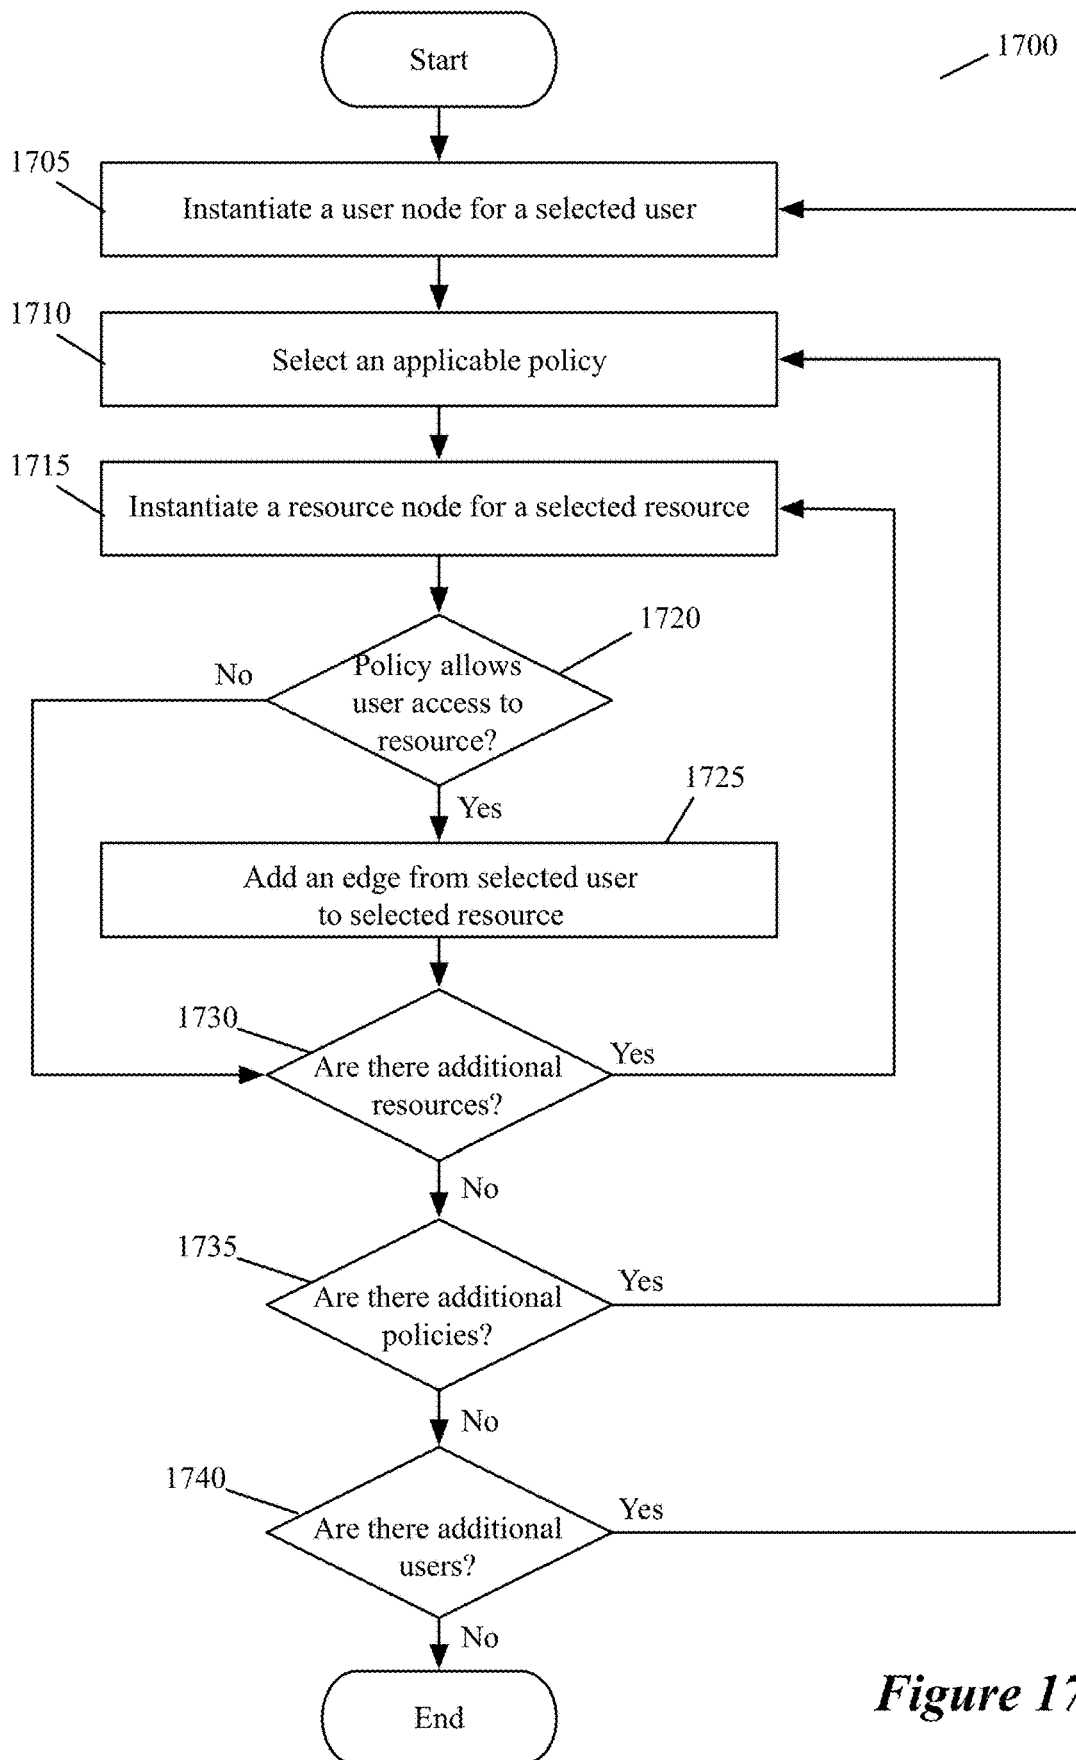 Start
1700
1705
Instantiate a user node for a selected user
1710
Select an applicable policy
1715
Instantiate a resource node for a selected resource
1720
No
Policy allows
user access to
resource?
1725
Yes
Add an edge from selected user
to selected resource
1730
Yes
Are there additional
resources?
No
1735
Yes
Are there additional
policies?
No
1740
Yes
Are there additional
users?
No
End
Figure 17